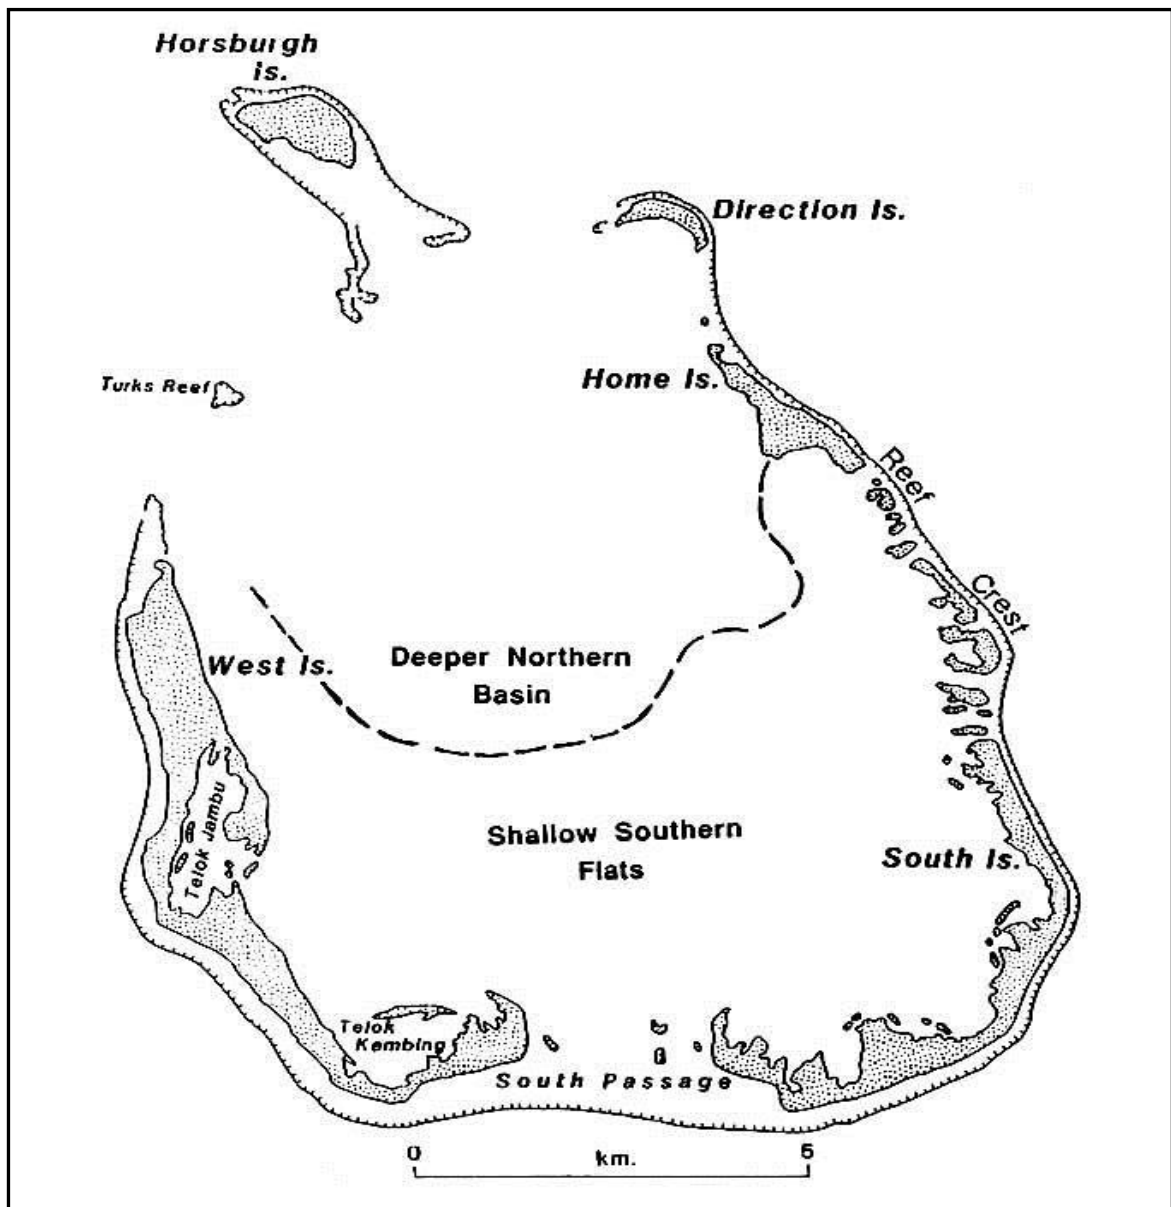 Horsburgh
is.
Direction Is.
Turks Reef
Home Is.
Reef
Crest
West Is.
Deeper Northern
Basin
Telok Jambu
Shallow Southern
Flats
South Is.
Telok
Kembing
South Passage
0
5
km.